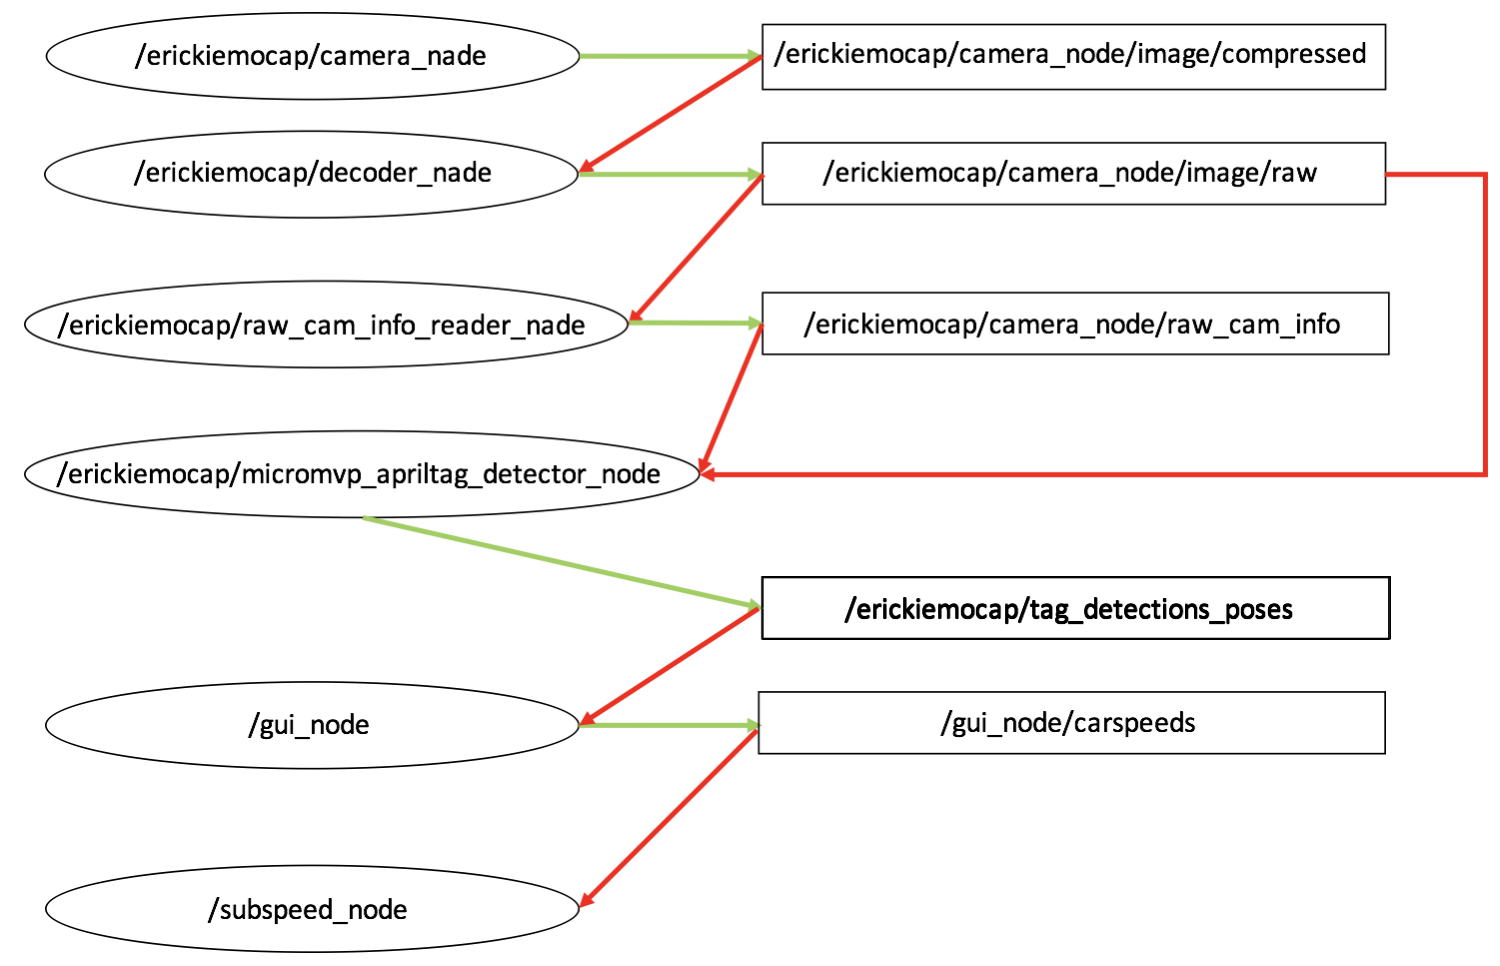 /erickiemocap/camera_nade
/erickiemocap/camera_node/image/compressed
/erickiemocap/decoder_nade
/erickiemocap/camera_node/image/raw
/erickiemocap/raw_cam_info_reader_nade
/erickiemocap/camera_node/raw_cam_info
/erickiemocap/micromvp_apriltag_detector_node
/erickiemocap/tag_detections_poses
/gui_node
/gui_node/carspeeds
/subspeed_node